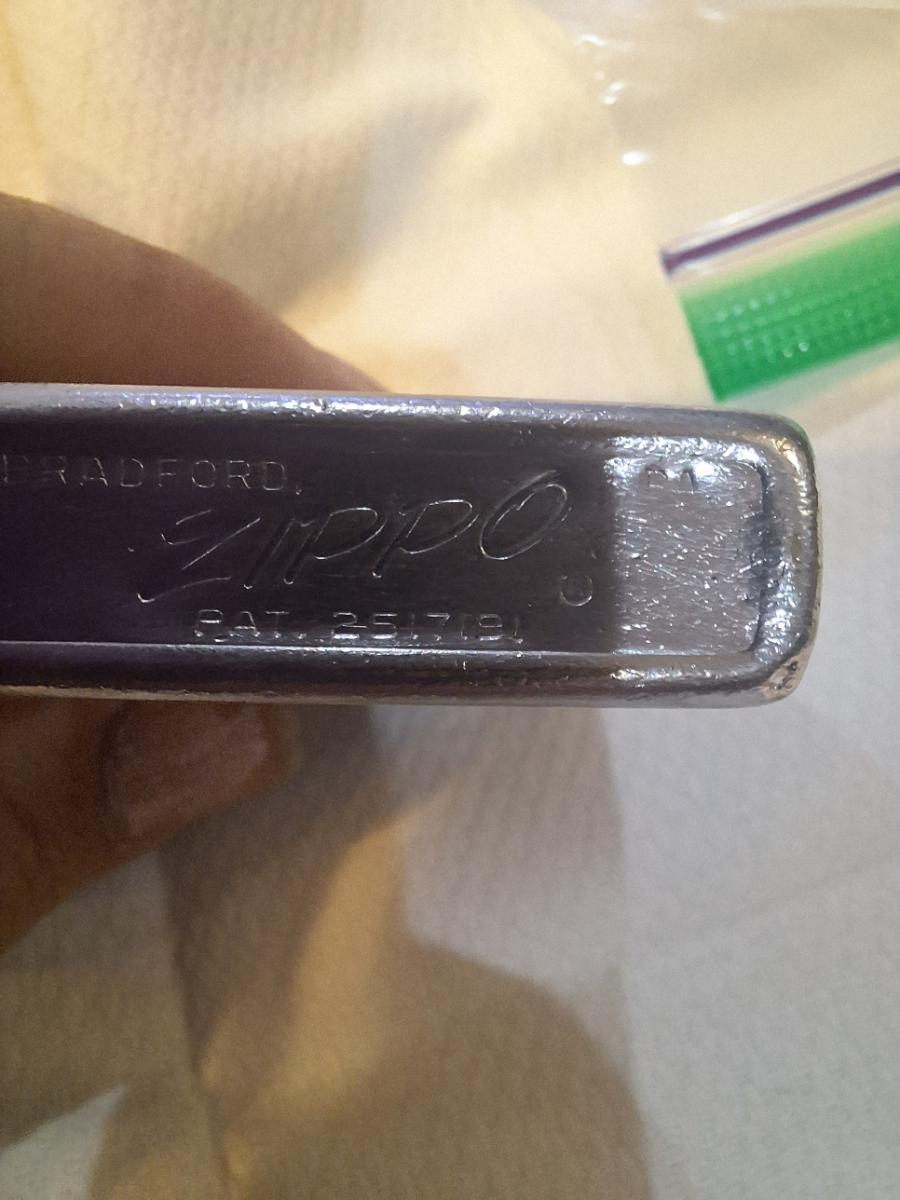 BRADFORD,
ZIPPO
PAT. 2517191